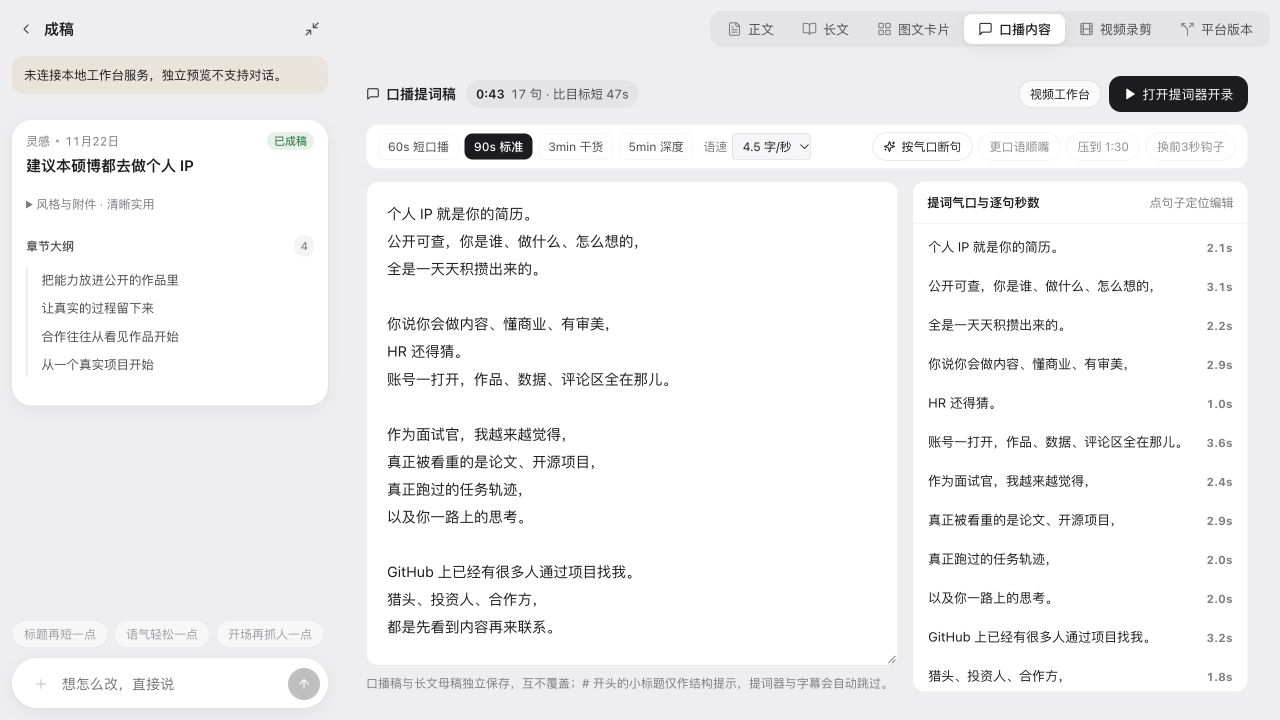 成稿
未连接本地工作台服务，独立预览不支持对话。
灵感 • 11月22日 已成稿
建议本硕博都去做个人 IP
风格与附件 · 清晰实用
章节大纲 4
把能力放进公开的作品里
让真实的过程留下来
合作往往从看见作品开始
从一个真实项目开始
标题再短一点 语气轻松一点 开场再抓人一点
想怎么改，直接说
正文 长文 图文卡片 口播内容 视频录剪 平台版本
口播提词稿 0:43 17 句 · 比目标短 47s 视频工作台 打开提词器开录
60s 短口播 90s 标准 3min 干货 5min 深度 语速 4.5 字/秒 按气口断句 更口语顺嘴 压到 1:30 换前3秒钩子
个人 IP 就是你的简历。
公开可查，你是谁、做什么、怎么想的，
全是一天天积攒出来的。
你说你会做内容、懂商业、有审美，
HR 还得猜。
账号一打开，作品、数据、评论区全在那儿。
作为面试官，我越来越觉得，
真正被看重的是论文、开源项目，
真正跑过的任务轨迹，
以及你一路上的思考。
GitHub 上已经有很多人通过项目找我。
猎头、投资人、合作方，
都是先看到内容再来联系。
口播稿与长文母稿独立保存，互不覆盖；# 开头的小标题仅作结构提示，提词器与字幕会自动跳过。
提词气口与逐句秒数 点句子定位编辑
个人 IP 就是你的简历。 2.1s
公开可查，你是谁、做什么、怎么想的， 3.1s
全是一天天积攒出来的。 2.2s
你说你会做内容、懂商业、有审美， 2.9s
HR 还得猜。 1.0s
账号一打开，作品、数据、评论区全在那儿。 3.6s
作为面试官，我越来越觉得， 2.4s
真正被看重的是论文、开源项目， 2.9s
真正跑过的任务轨迹， 2.0s
以及你一路上的思考。 2.0s
GitHub 上已经有很多人通过项目找我。 3.2s
猎头、投资人、合作方， 1.8s